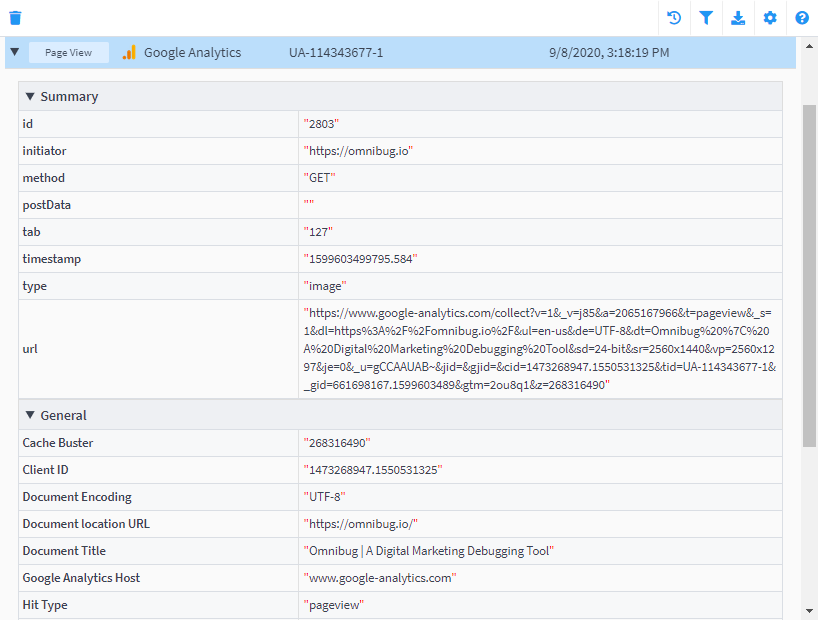 Page View Google Analytics UA-114343677-1 9/8/2020, 3:18:19 PM
Summary
id "2803"
initiator "https://omnibug.io"
method "GET"
postData ""
tab "127"
timestamp "1599603499795.584"
type "image"
url "https://www.google-analytics.com/collect?v=1&_v=j85&a=2065167966&t=pageview&_s=
1&dl=https%3A%2F%2Fomnibug.io%2F&ul=en-us&de=UTF-8&dt=Omnibug%20%7C%20
A%20Digital%20Marketing%20Debugging%20Tool&sd=24-bit&sr=2560x1440&vp=2560x12
97&je=0&_u=gCCAAUAB~&jid=&gjid=&cid=1473268947.1550531325&tid=UA-114343677-1&
_gid=661698167.1599603489&gtm=2ou8q1&z=268316490"
General
Cache Buster "268316490"
Client ID "1473268947.1550531325"
Document Encoding "UTF-8"
Document location URL "https://omnibug.io/"
Document Title "Omnibug | A Digital Marketing Debugging Tool"
Google Analytics Host "www.google-analytics.com"
Hit Type "pageview"